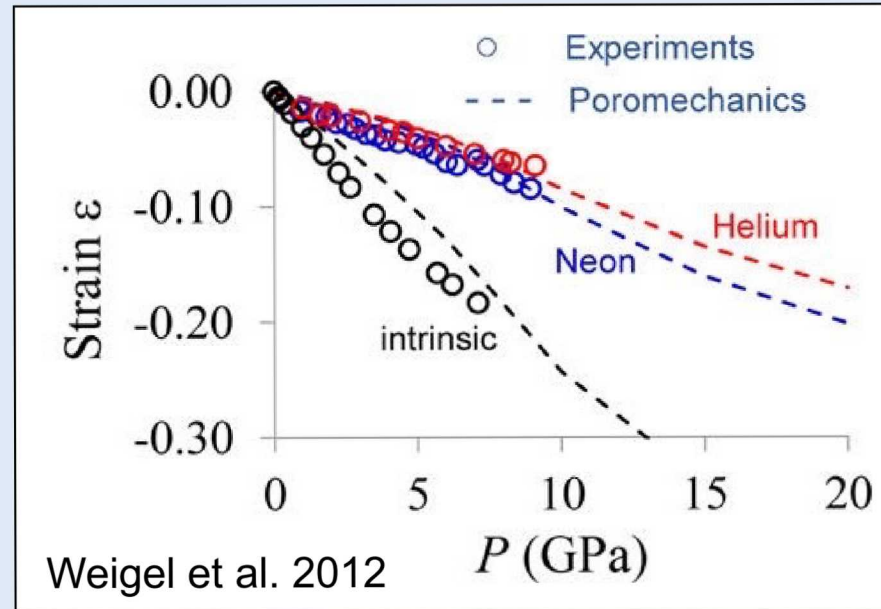 Experiments
Poromechanics
0.00
-0.10
-0.20
-0.30
Strain ε
Helium
Neon
intrinsic
0 5 10 15 20
P (GPa)
Weigel et al. 2012